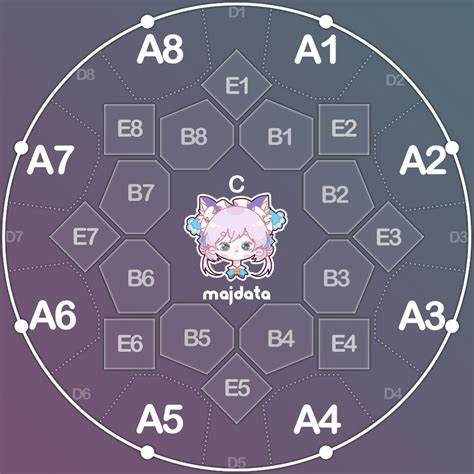 D1
A8 A1
D8 D2
E1
E8 B8 B1 E2
A7 A2
C
B7 B2
D7 E7 E3 D3
B6 B3
majdata
A6 A3
E6 B5 B4 E4
E5
D6 D4
A5 A4
D5